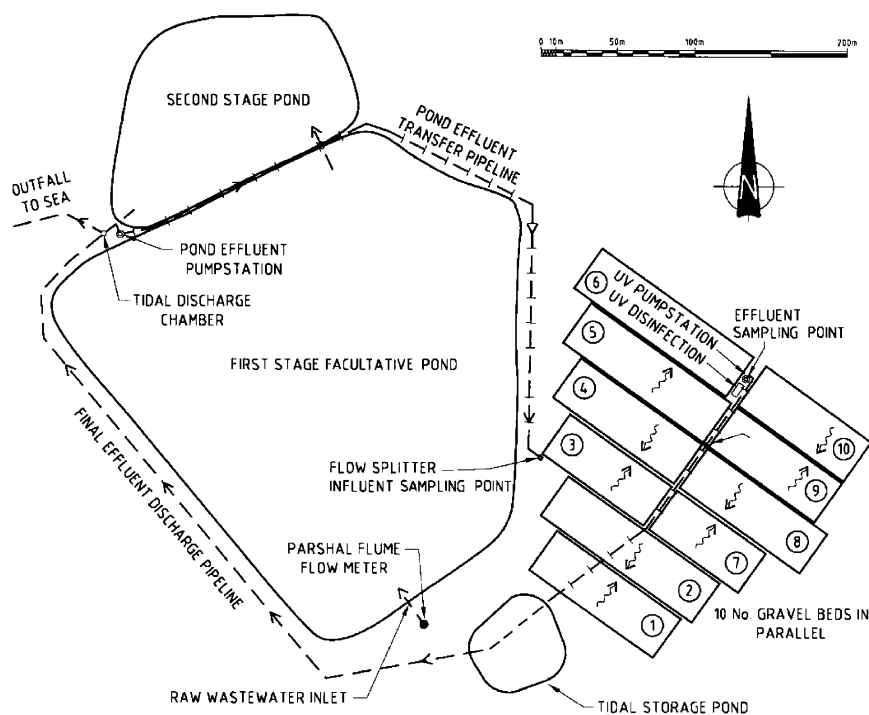 0 10m 50m 100m 200m
SECOND STAGE POND
POND EFFLUENT
TRANSFER PIPELINE
OUTFALL
TO SEA
N
POND EFFLUENT
PUMPSTATION
TIDAL DISCHARGE
CHAMBER
FIRST STAGE FACULTATIVE POND
6
UV PUMPSTATION
UV DISINFECTION
EFFLUENT
SAMPLING POINT
5
4
3
10
9
8
7
2
1
FLOW SPLITTER
INFLUENT SAMPLING POINT
FINAL EFFLUENT DISCHARGE PIPELINE
PARSHAL FLUME
FLOW METER
10 No. GRAVEL BEDS IN
PARALLEL
RAW WASTEWATER INLET
TIDAL STORAGE POND